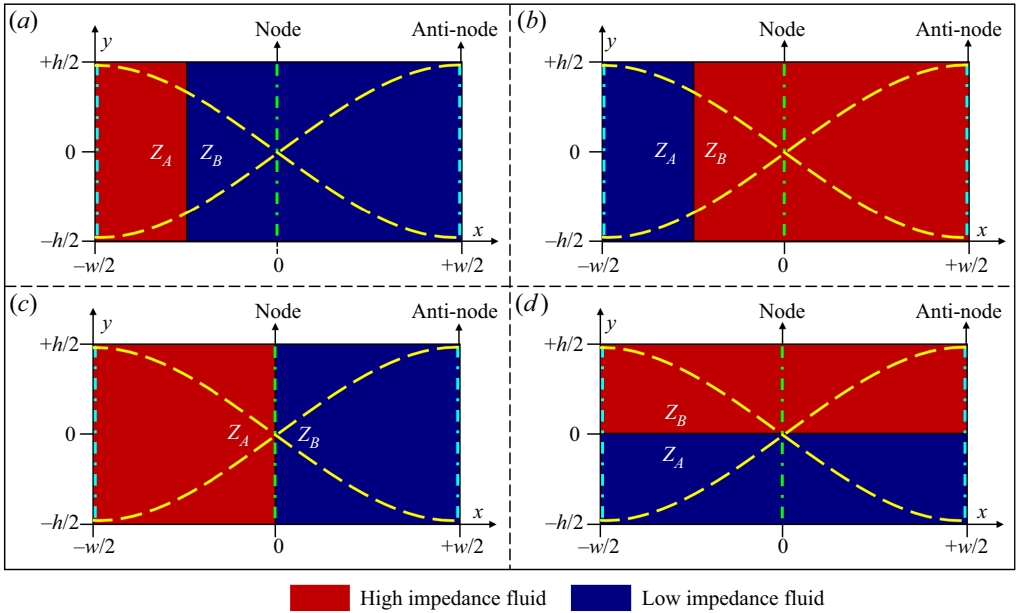 (a)
y
Node
Anti-node
+h/2
0
–h/2
Z_A
Z_B
x
–w/2
0
+w/2
(b)
y
Node
Anti-node
+h/2
0
–h/2
Z_A
Z_B
x
–w/2
0
+w/2
(c)
y
Node
Anti-node
+h/2
0
–h/2
Z_A
Z_B
x
–w/2
0
+w/2
(d)
y
Node
Anti-node
+h/2
0
–h/2
Z_B
Z_A
x
–w/2
0
+w/2
High impedance fluid
Low impedance fluid